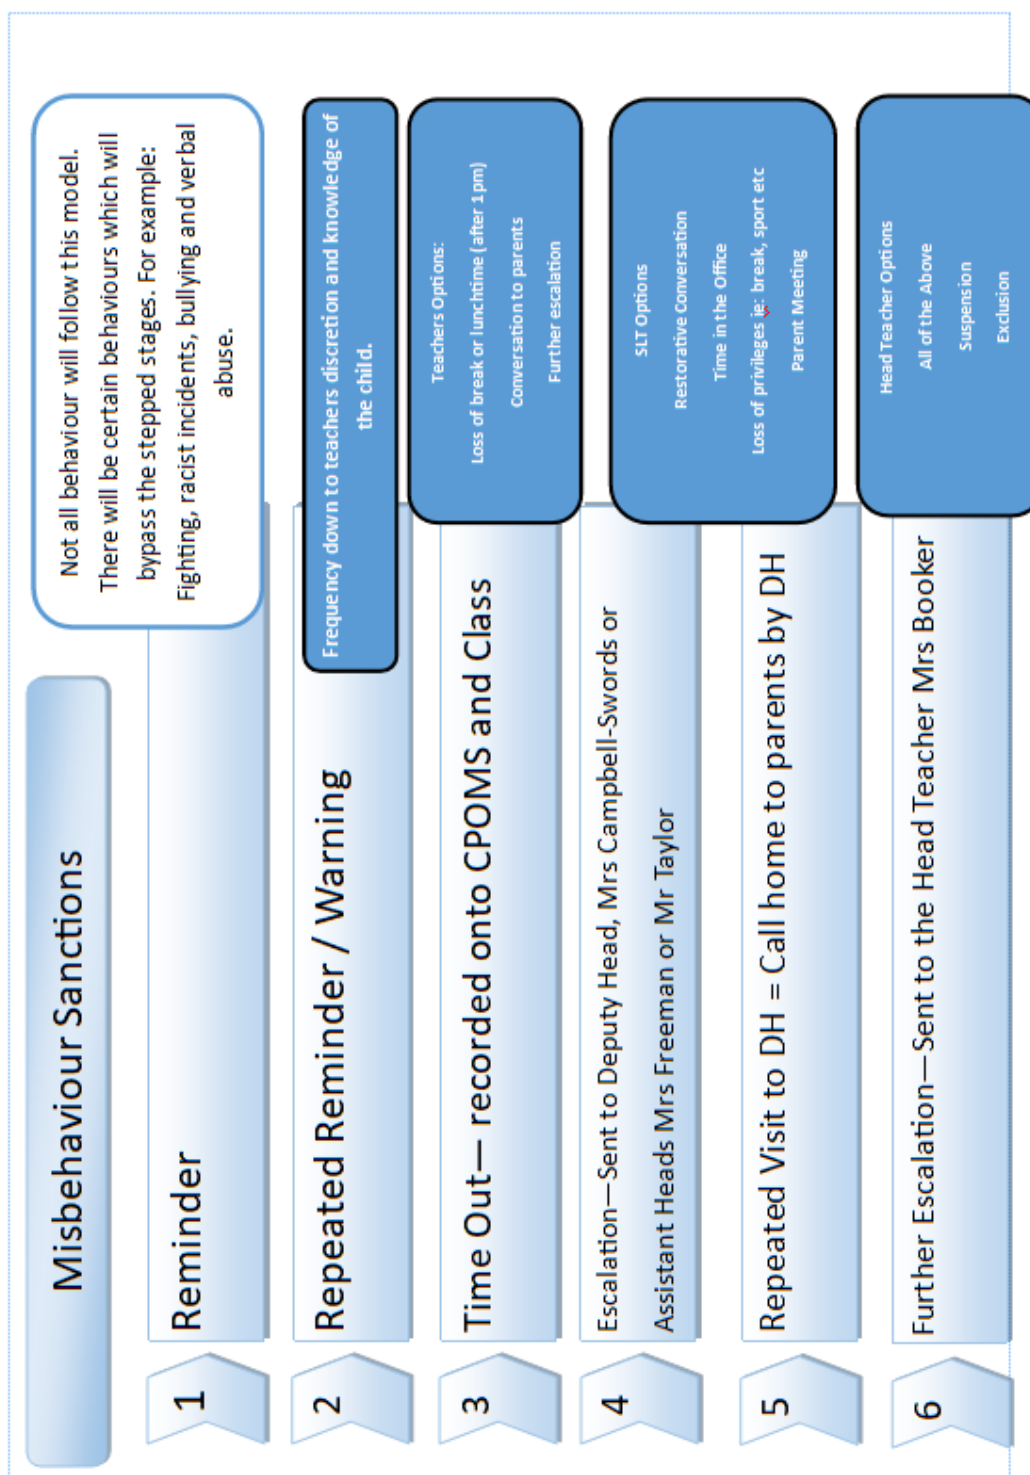 Misbehaviour Sanctions
Not all behaviour will follow this model.
There will be certain behaviours which will
bypass the stepped stages. For example:
Fighting, racist incidents, bullying and verbal
abuse.
1
Reminder
2
Repeated Reminder / Warning
Frequency down to teachers discretion and knowledge of
the child.
3
Time Out— recorded onto CPOMS and Class
Teachers Options:
Loss of break or lunchtime (after 1pm)
Conversation to parents
Further escalation
4
Escalation—Sent to Deputy Head, Mrs Campbell-Swords or
Assistant Heads Mrs Freeman or Mr Taylor
SLT Options
Restorative Conversation
Time in the Office
Loss of privileges ie: break, sport etc
Parent Meeting
5
Repeated Visit to DH = Call home to parents by DH
6
Further Escalation—Sent to the Head Teacher Mrs Booker
Head Teacher Options
All of the Above
Suspension
Exclusion